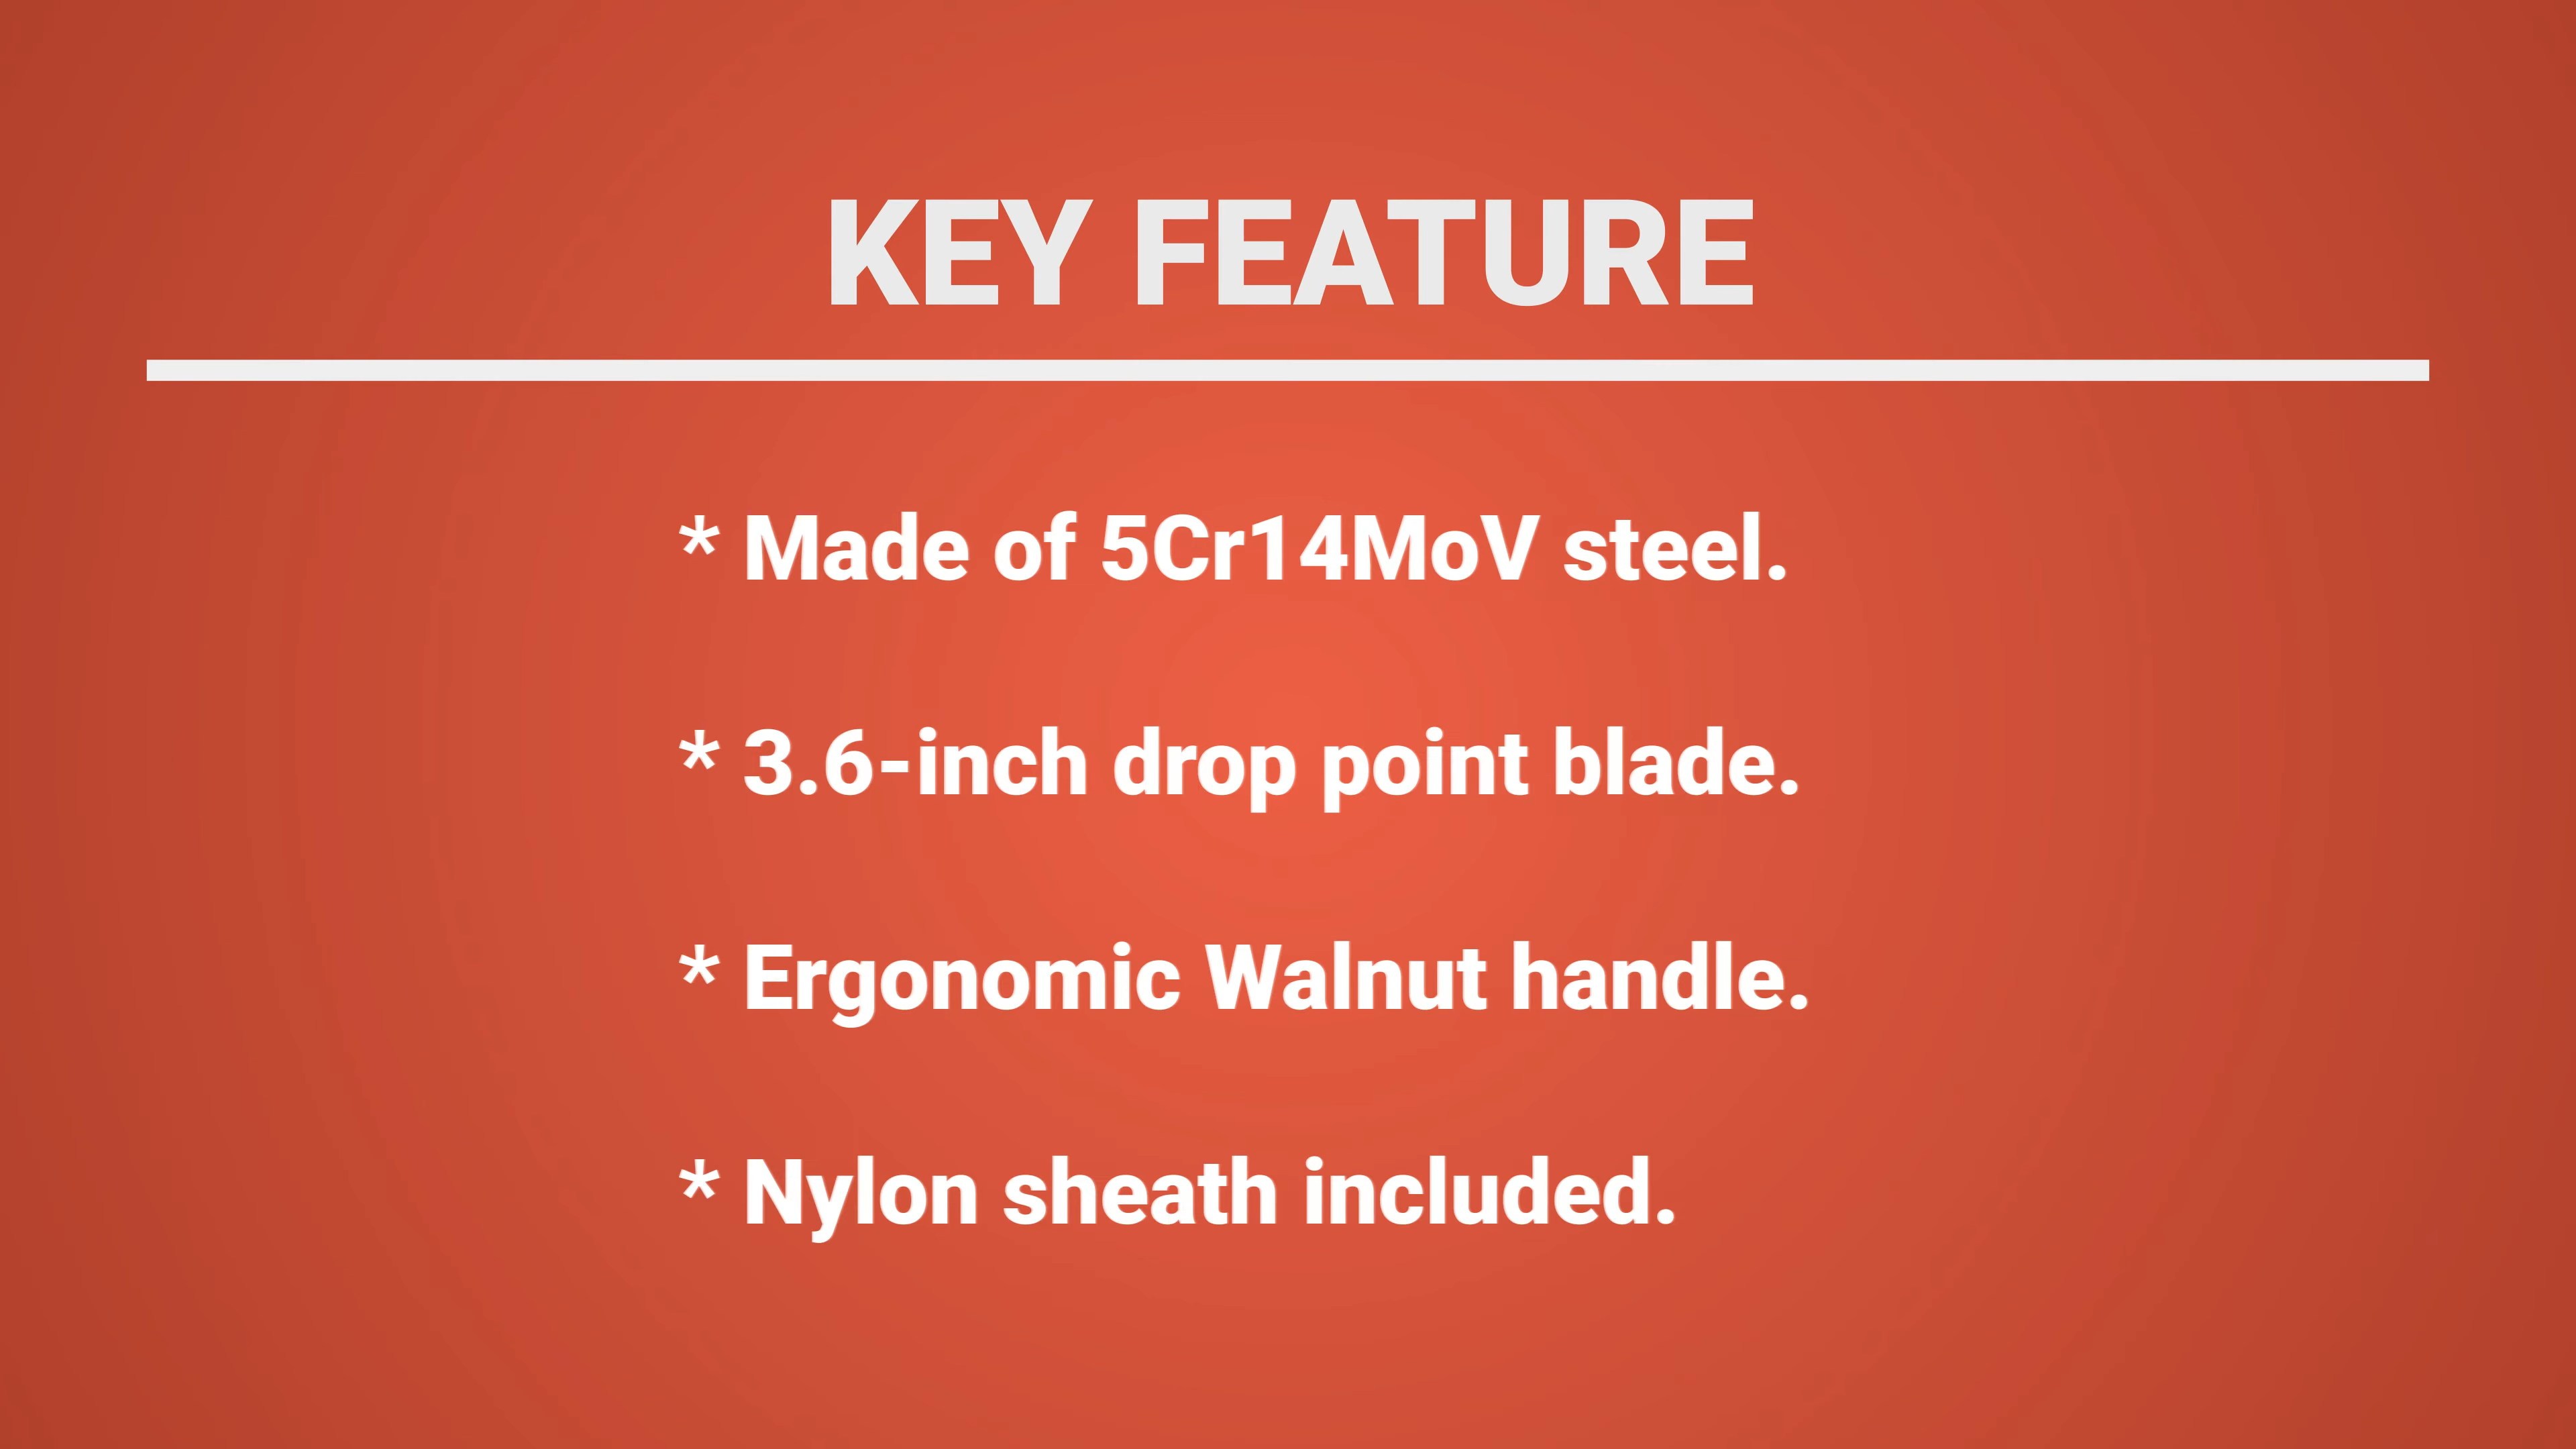 KEY FEATURE
* Made of 5Cr14MoV steel.
* 3.6-inch drop point blade.
* Ergonomic Walnut handle.
* Nylon sheath included.